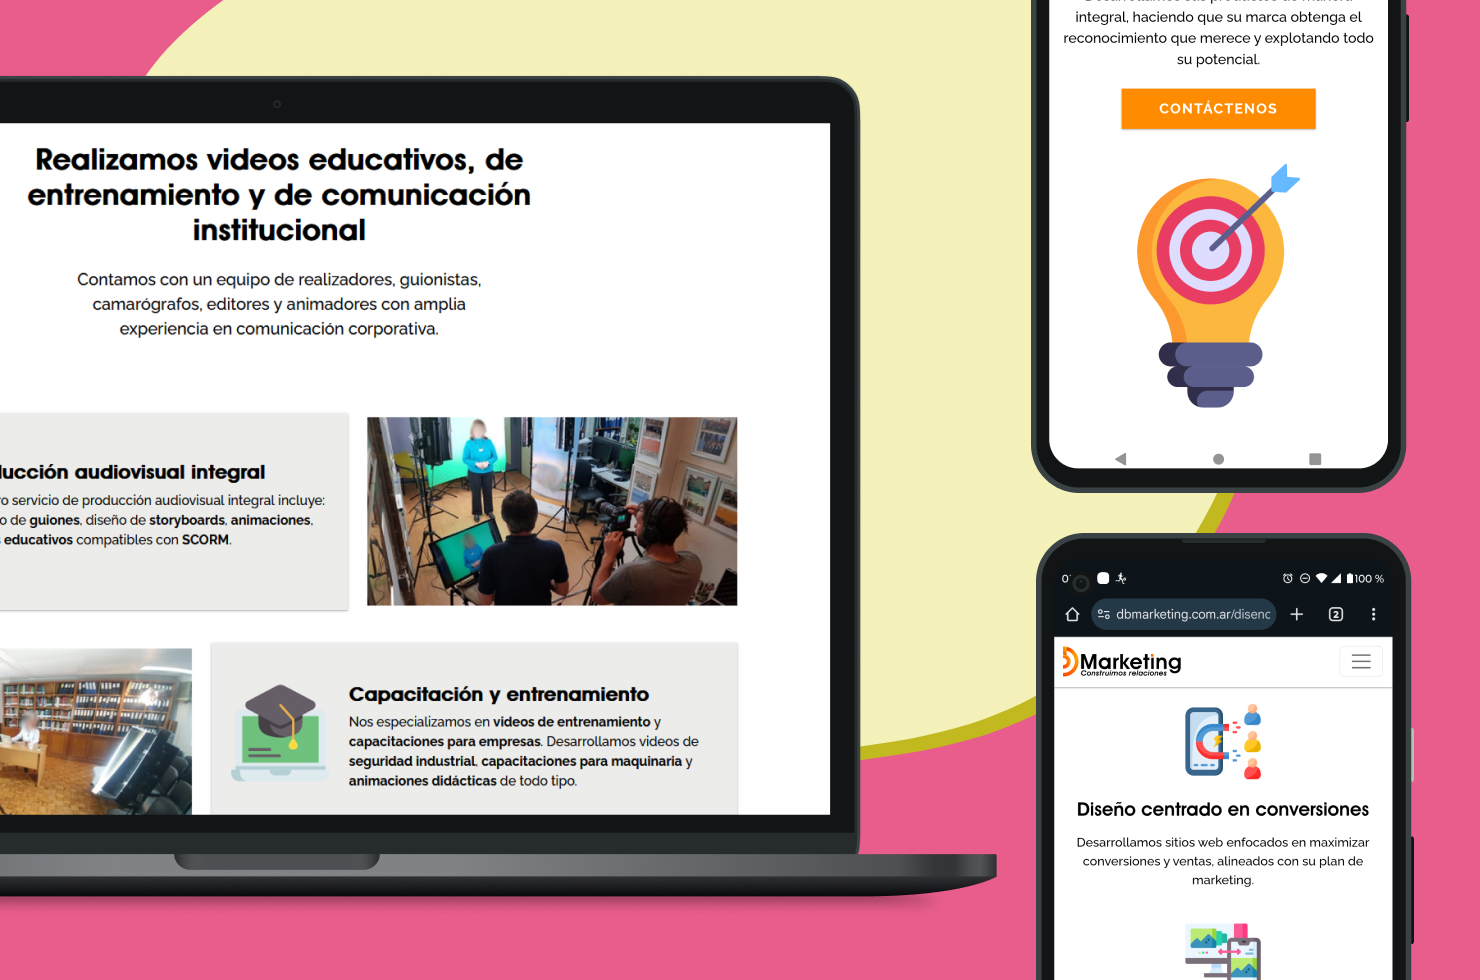 Realizamos videos educativos, de
entrenamiento y de comunicación
institucional
Contamos con un equipo de realizadores, guionistas,
camarógrafos, editores y animadores con amplia
experiencia en comunicación corporativa.
ucción audiovisual integral
o servicio de producción audiovisual integral incluye:
o de guiones, diseño de storyboards, animaciones,
s educativos compatibles con SCORM.
Capacitación y entrenamiento
Nos especializamos en videos de entrenamiento y
capacitaciones para empresas. Desarrollamos videos de
seguridad industrial, capacitaciones para maquinaria y
animaciones didácticas de todo tipo.
integral, haciendo que su marca obtenga el
reconocimiento que merece y explotando todo
su potencial.
CONTÁCTENOS
100 %
dbmarketing.com.ar/disenc
2
Marketing
Construimos relaciones
Diseño centrado en conversiones
Desarrollamos sitios web enfocados en maximizar
conversiones y ventas, alineados con su plan de
marketing.